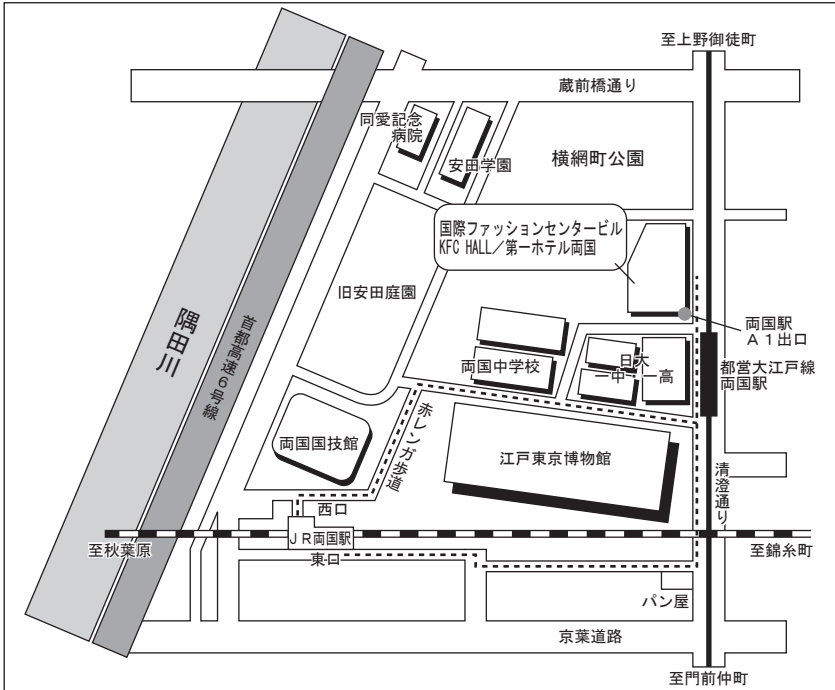 至上野御徒町
蔵前橋通り
同愛記念
病院
安田学園
横網町公園
国際ファッションセンタービル
KFC HALL／第一ホテル両国
旧安田庭園
隅田川
首都高速6号線
両国駅
A１出口
両国中学校
日大
一中・一高
都営大江戸線
両国駅
両国国技館
赤レンガ歩道
江戸東京博物館
清澄通り
西口
至秋葉原
ＪＲ両国駅
至錦糸町
東口
パン屋
京葉道路
至門前仲町